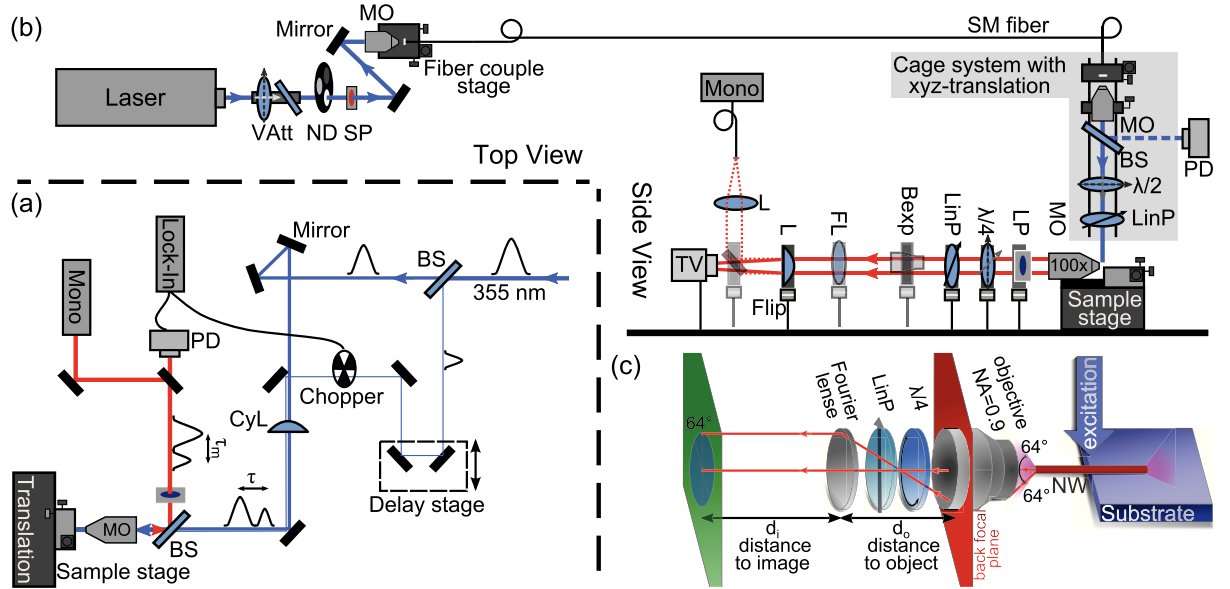 (b)
MO
Mirror
SM fiber
Fiber couple
stage
Laser
VAtt
ND
SP
Top View
Cage system with
xyz-translation
MO
BS
PD
λ/2
LinP
Mono
L
Side View
TV
Flip
L
FL
Bexp
LinP
λ/4
LP
MO
100x
Sample
stage
(a)
Lock-In
Mono
PD
Mirror
BS
355 nm
Chopper
CyL
Delay stage
τm
τ
Translation
MO
BS
Sample stage
(c)
64°
Fourier
lense
LinP
λ/4
objective
NA=0.9
64°
64°
excitation
NW
Substrate
back focal
plane
di
distance
to image
do
distance
to object